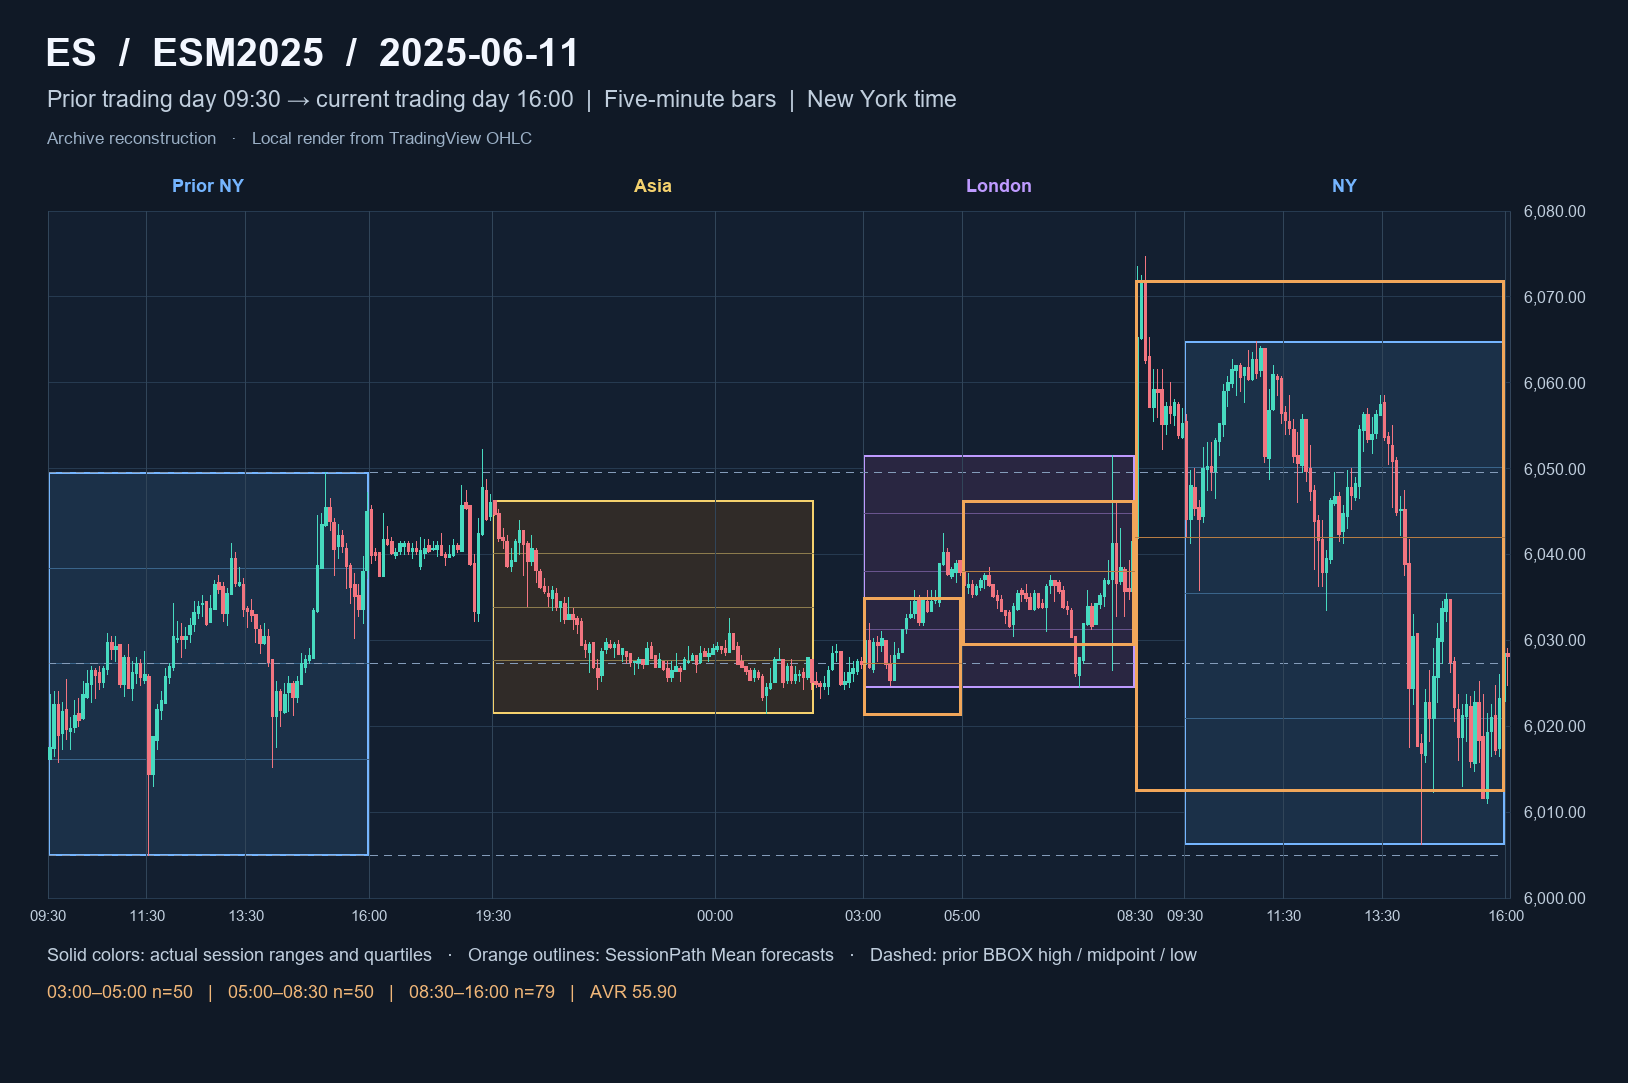 ES / ESM2025 / 2025-06-11
Prior trading day 09:30 → current trading day 16:00 | Five-minute bars | New York time
Archive reconstruction · Local render from TradingView OHLC
Prior NY Asia London NY
6,080.00
6,070.00
6,060.00
6,050.00
6,040.00
6,030.00
6,020.00
6,010.00
6,000.00
09:30 11:30 13:30 16:00 19:30 00:00 03:00 05:00 08:30 09:30 11:30 13:30 16:00
Solid colors: actual session ranges and quartiles · Orange outlines: SessionPath Mean forecasts · Dashed: prior BBOX high / midpoint / low
03:00–05:00 n=50 | 05:00–08:30 n=50 | 08:30–16:00 n=79 | AVR 55.90